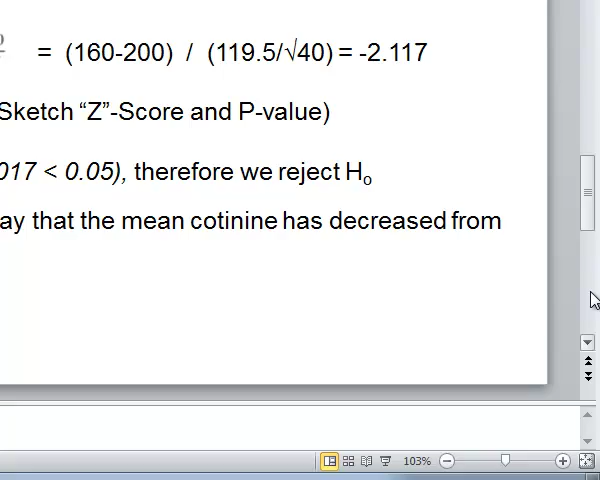 = (160-200) / (119.5/√40) = -2.117
Sketch “Z”-Score and P-value)
017 < 0.05), therefore we reject Ho
ay that the mean cotinine has decreased from
103%